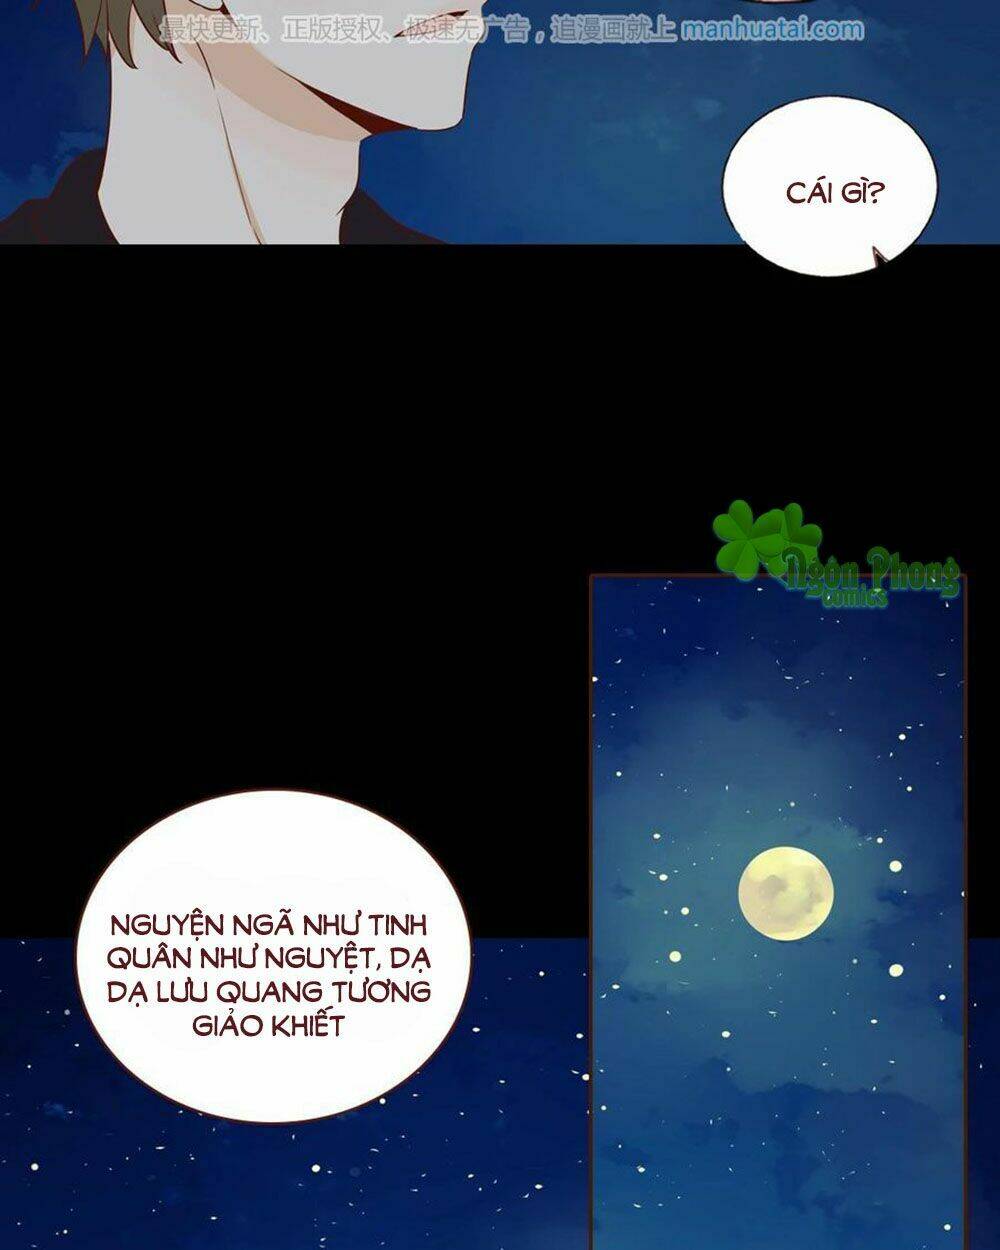 最快更新、正版授权、极速无广告，追漫画就上 manhuatai.com
CÁI GÌ?
Ngôn Phong
comics
NGUYỆN NGÃ NHƯ TINH
QUÂN NHƯ NGUYỆT, DẠ
DẠ LƯU QUANG TƯƠNG
GIẢO KHIẾT